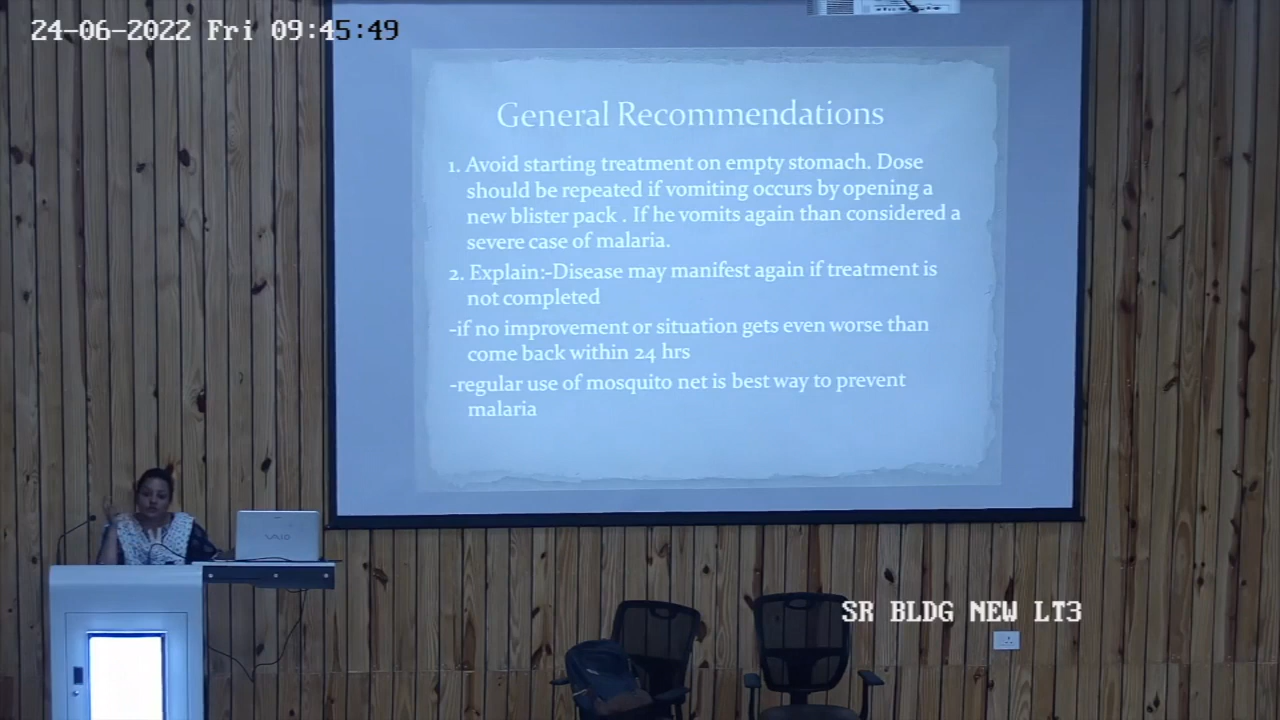 24-06-2022 Fri 09:45:49
General Recommendations
1. Avoid starting treatment on empty stomach. Dose
should be repeated if vomiting occurs by opening a
new blister pack . If he vomits again than considered a
severe case of malaria.
2. Explain:-Disease may manifest again if treatment is
not completed
-if no improvement or situation gets even worse than
come back within 24 hrs
-regular use of mosquito net is best way to prevent
malaria
VAIO
SR BLDG NEW LT3